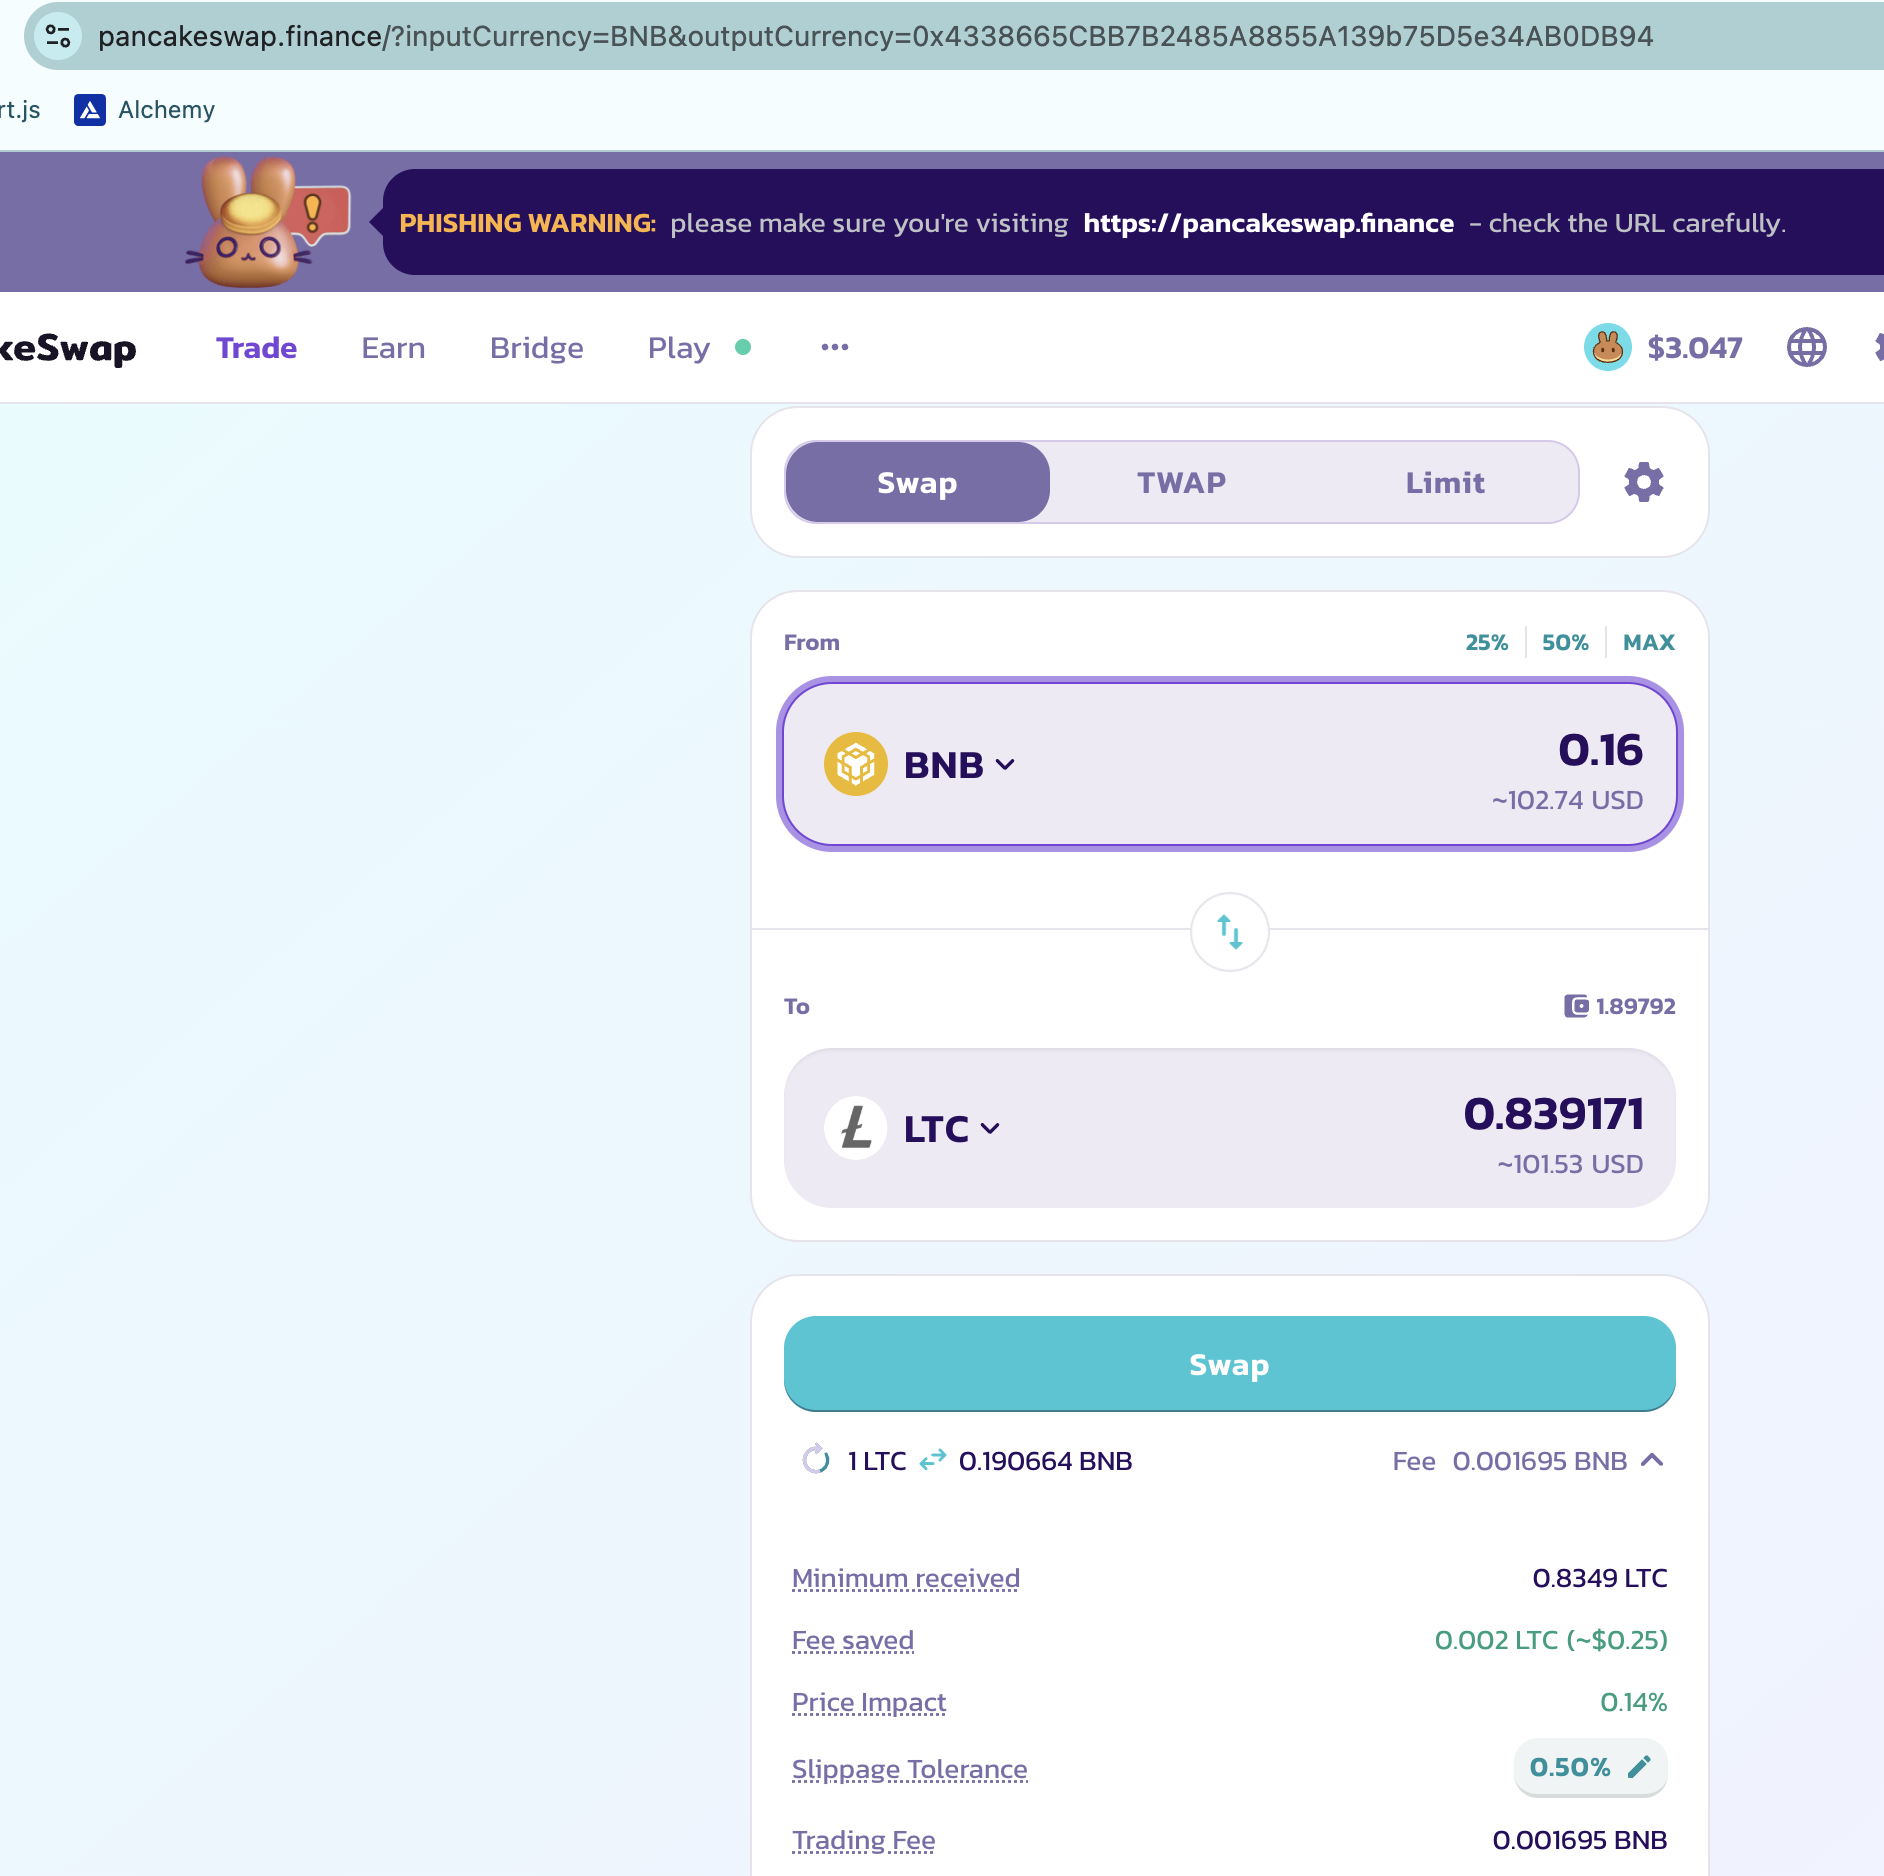 pancakeswap.finance/?inputCurrency=BNB&outputCurrency=0x4338665CBB7B2485A8855A139b75D5e34AB0DB94
rt.js Alchemy
PHISHING WARNING: please make sure you're visiting https://pancakeswap.finance - check the URL carefully.
keSwap Trade Earn Bridge Play ... $3.047
Swap TWAP Limit
From 25% 50% MAX
BNB 0.16
~102.74 USD
To 1.89792
LTC 0.839171
~101.53 USD
Swap
1 LTC 0.190664 BNB Fee 0.001695 BNB
Minimum received 0.8349 LTC
Fee saved 0.002 LTC (~$0.25)
Price Impact 0.14%
Slippage Tolerance 0.50%
Trading Fee 0.001695 BNB